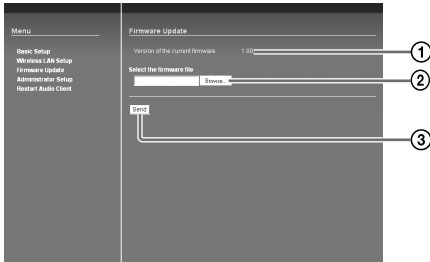 Menu
Basic Setup
Wireless LAN Setup
Firmware Update
Administrator Setup
Restart Audio Client
Firmware Update
Version of the current firmware 1.00
Select the firmware file
Browse...
Send
1
2
3